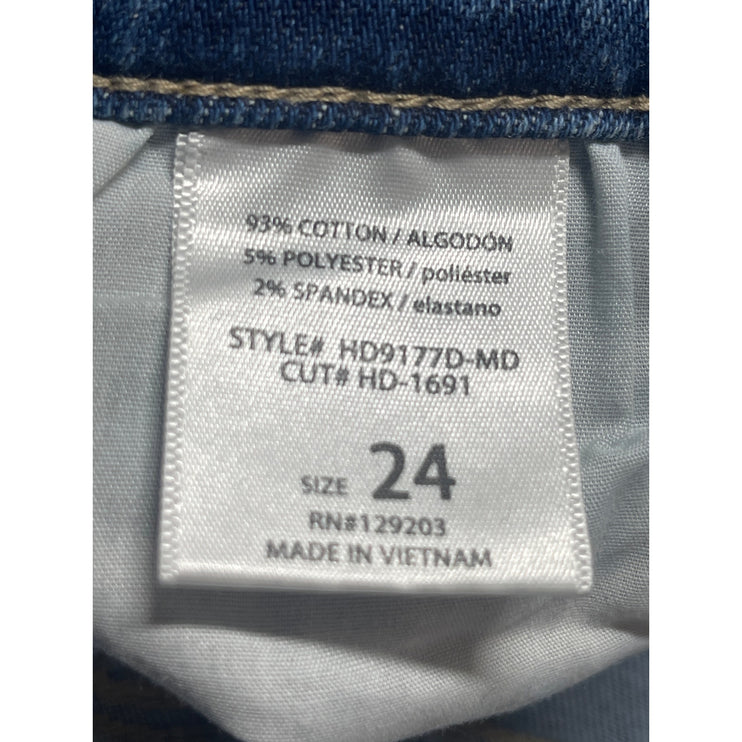 93% COTTON / ALGODÓN
5% POLYESTER / poliéster
2% SPANDEX / elastano
STYLE# HD9177D-MD
CUT# HD-1691
SIZE 24
RN#129203
MADE IN VIETNAM